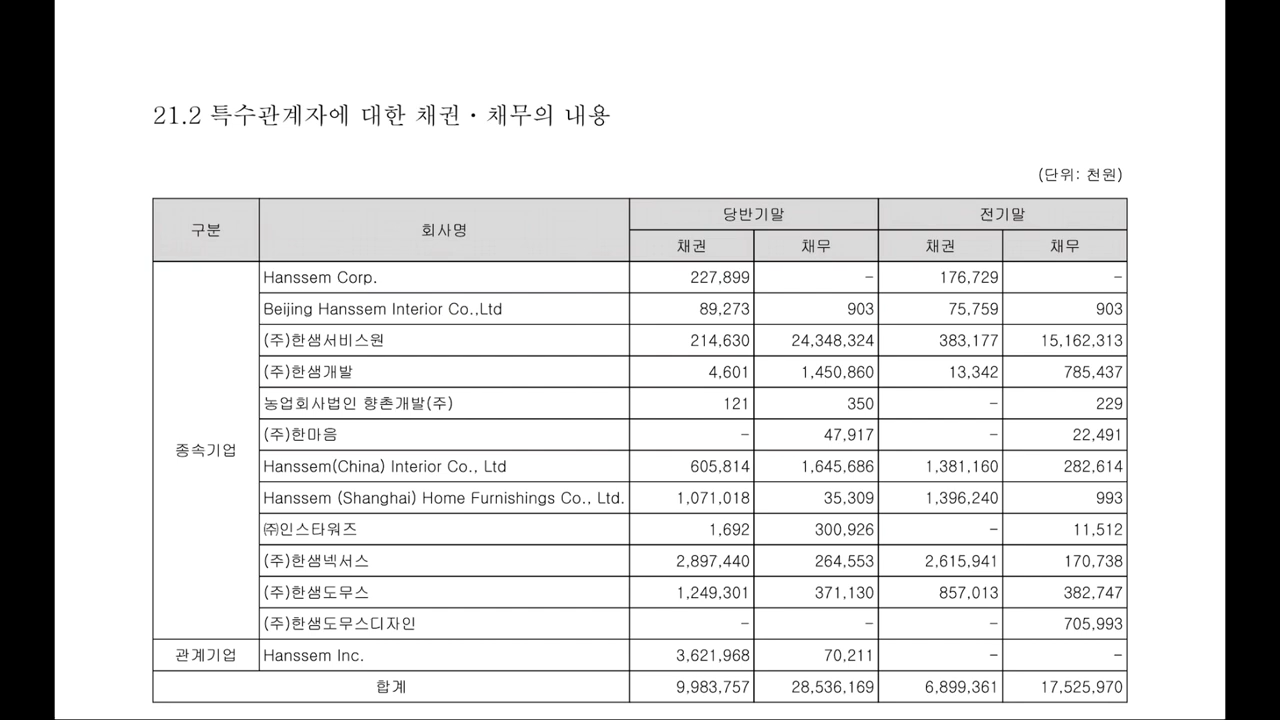 21.2 특수관계자에 대한 채권・채무의 내용
(단위: 천원)
구분 회사명 당반기말 전기말
채권 채무 채권 채무
종속기업 Hanssem Corp. 227,899 – 176,729 –
Beijing Hanssem Interior Co.,Ltd 89,273 903 75,759 903
(주)한샘서비스원 214,630 24,348,324 383,177 15,162,313
(주)한샘개발 4,601 1,450,860 13,342 785,437
농업회사법인 향촌개발(주) 121 350 – 229
(주)한마음 – 47,917 – 22,491
Hanssem(China) Interior Co., Ltd 605,814 1,645,686 1,381,160 282,614
Hanssem (Shanghai) Home Furnishings Co., Ltd. 1,071,018 35,309 1,396,240 993
㈜인스타워즈 1,692 300,926 – 11,512
(주)한샘넥서스 2,897,440 264,553 2,615,941 170,738
(주)한샘도무스 1,249,301 371,130 857,013 382,747
(주)한샘도무스디자인 – – – 705,993
관계기업 Hanssem Inc. 3,621,968 70,211 – –
합계 9,983,757 28,536,169 6,899,361 17,525,970